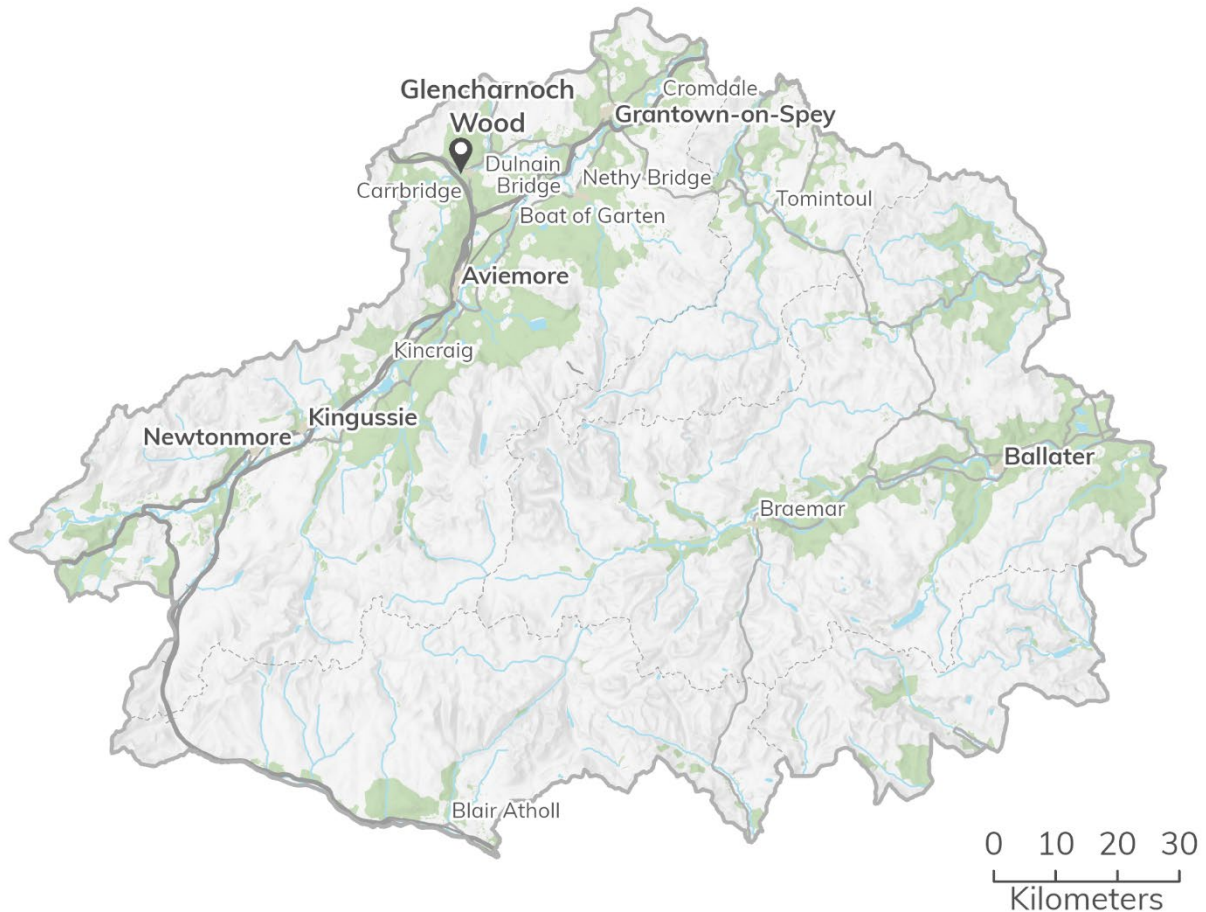 Glencharnoch
Wood
Cromdale
Grantown-on-Spey
Dulnain
Bridge
Nethy Bridge
Carrbridge
Tomintoul
Boat of Garten
Aviemore
Kincraig
Kingussie
Newtonmore
Ballater
Braemar
Blair Atholl
0 10 20 30
Kilometers